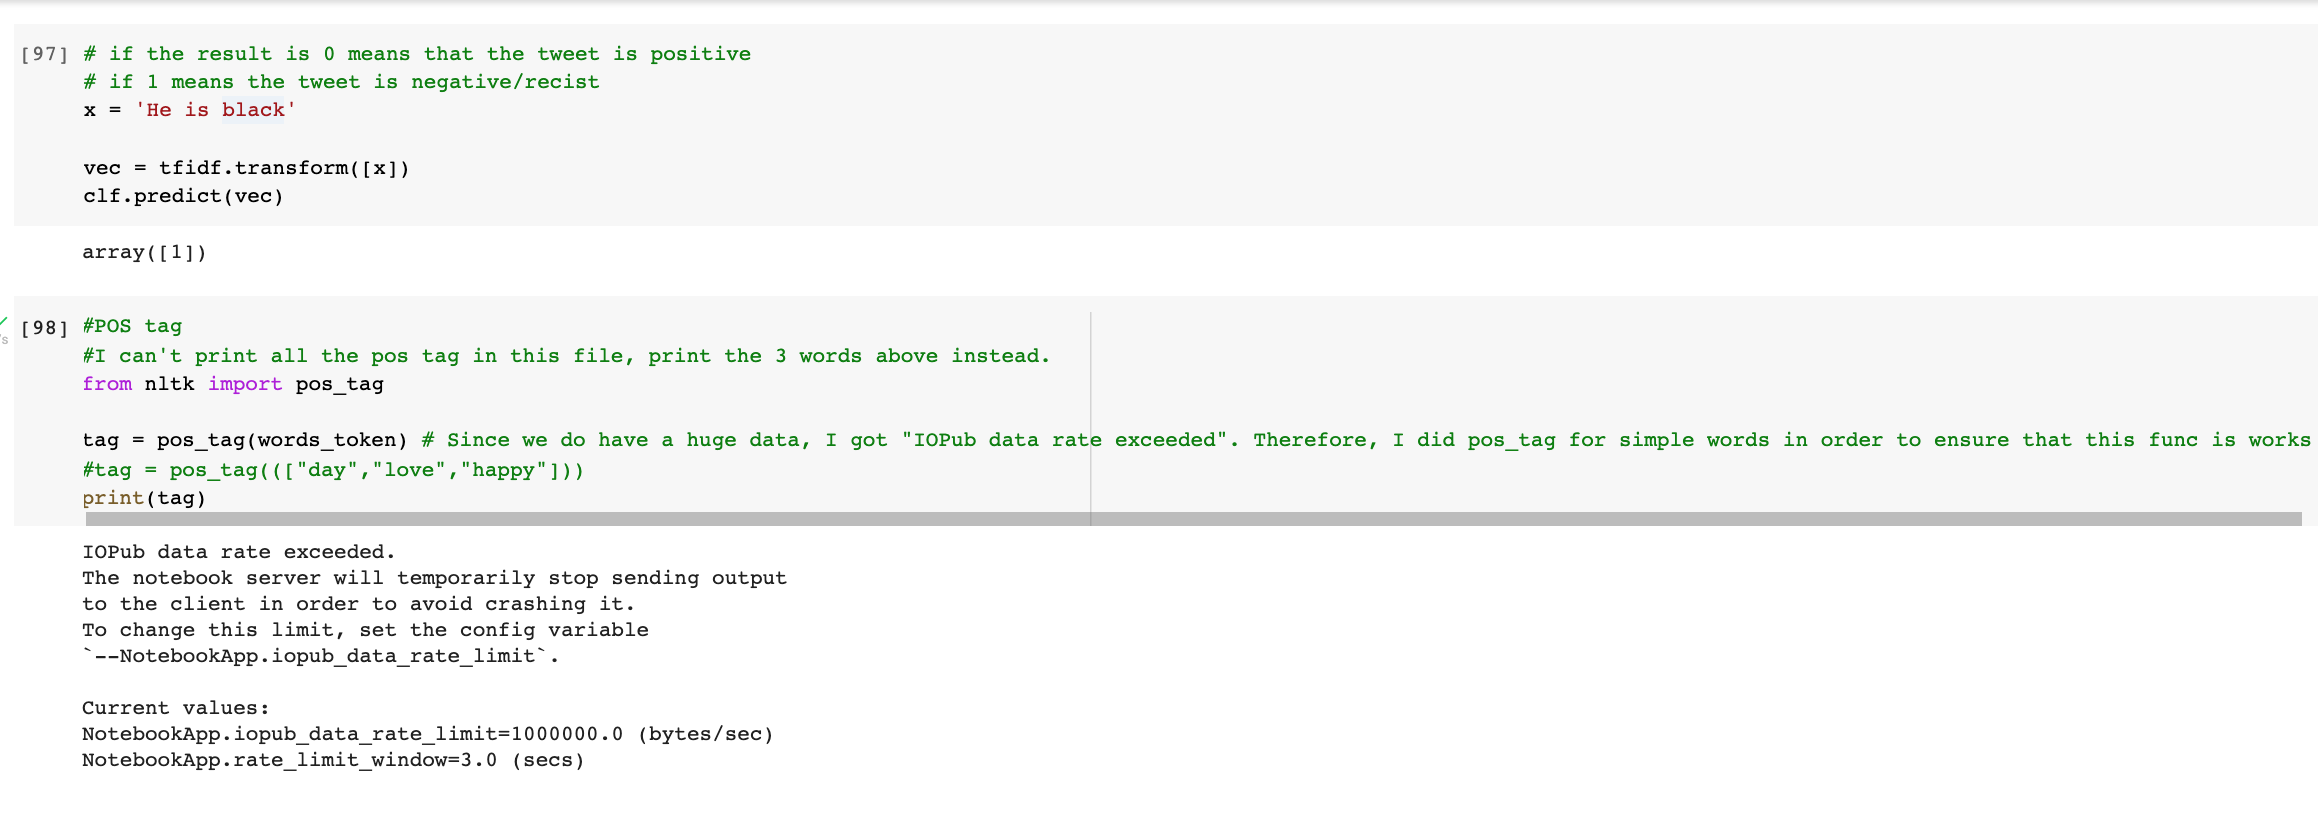 [97] # if the result is 0 means that the tweet is positive
# if 1 means the tweet is negative/recist
x = 'He is black'
vec = tfidf.transform([x])
clf.predict(vec)
array([1])
[98] #POS tag
#I can't print all the pos tag in this file, print the 3 words above instead.
from nltk import pos_tag
tag = pos_tag(words_token) # Since we do have a huge data, I got "IOPub data rate exceeded". Therefore, I did pos_tag for simple words in order to ensure that this func is works
#tag = pos_tag((["day","love","happy"]))
print(tag)
IOPub data rate exceeded.
The notebook server will temporarily stop sending output
to the client in order to avoid crashing it.
To change this limit, set the config variable
`--NotebookApp.iopub_data_rate_limit`.
Current values:
NotebookApp.iopub_data_rate_limit=1000000.0 (bytes/sec)
NotebookApp.rate_limit_window=3.0 (secs)